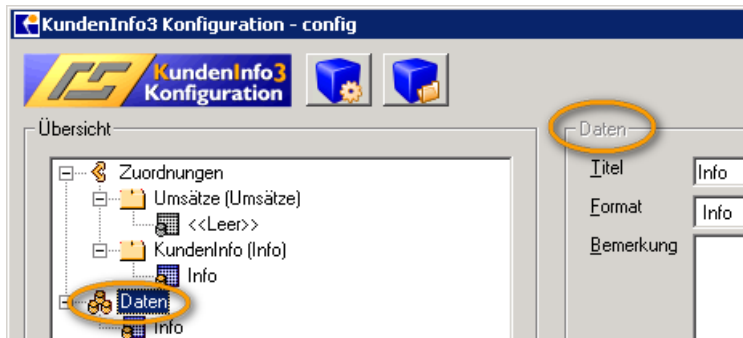 KundenInfo3 Konfiguration - config
KundenInfo3
Konfiguration
Übersicht
Zuordnungen
Umsätze (Umsätze)
<<Leer>>
KundenInfo (Info)
Info
Daten
Info
Daten
Titel
Info
Format
Info
Bemerkung